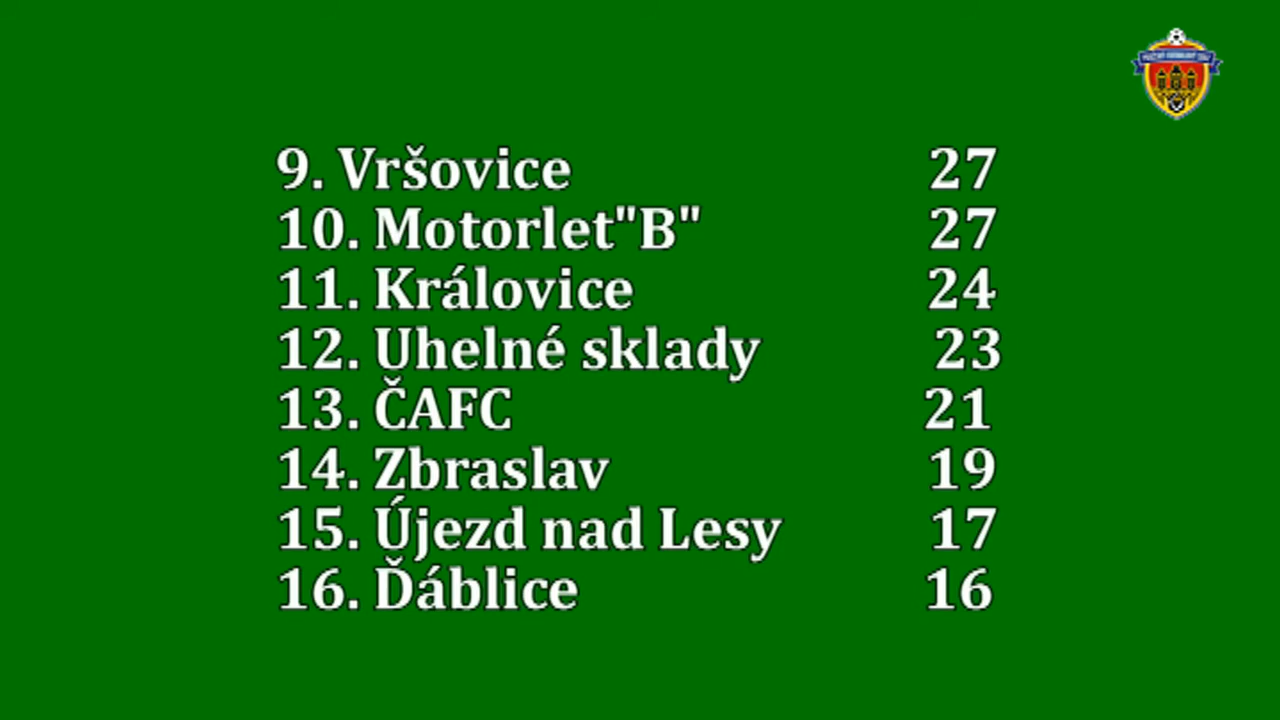 9. Vršovice 27
10. Motorlet"B" 27
11. Královice 24
12. Uhelné sklady 23
13. ČAFC 21
14. Zbraslav 19
15. Újezd nad Lesy 17
16. Ďáblice 16